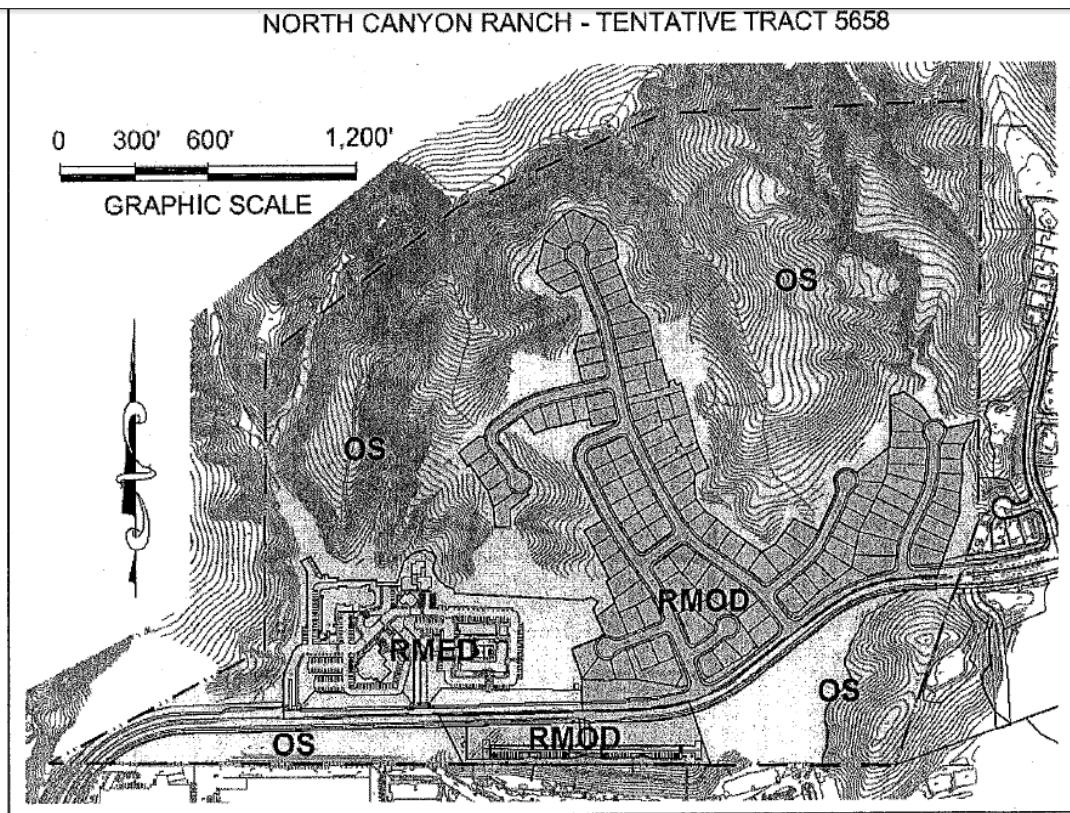 NORTH CANYON RANCH - TENTATIVE TRACT 5658
0 300' 600' 1,200'
GRAPHIC SCALE
OS
OS
RMOD
RMED
OS
OS
RMOD